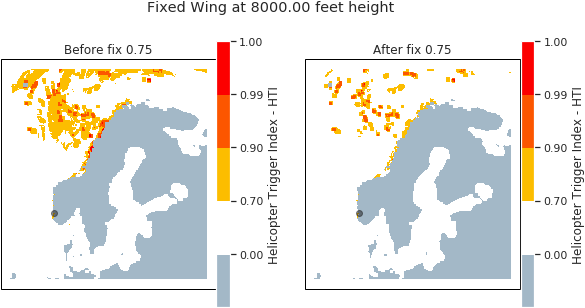 Fixed Wing at 8000.00 feet height
Before fix 0.75
1.00
0.99
0.90
0.70
0.00
Helicopter Trigger Index - HTI
After fix 0.75
1.00
0.99
0.90
0.70
0.00
Helicopter Trigger Index - HTI